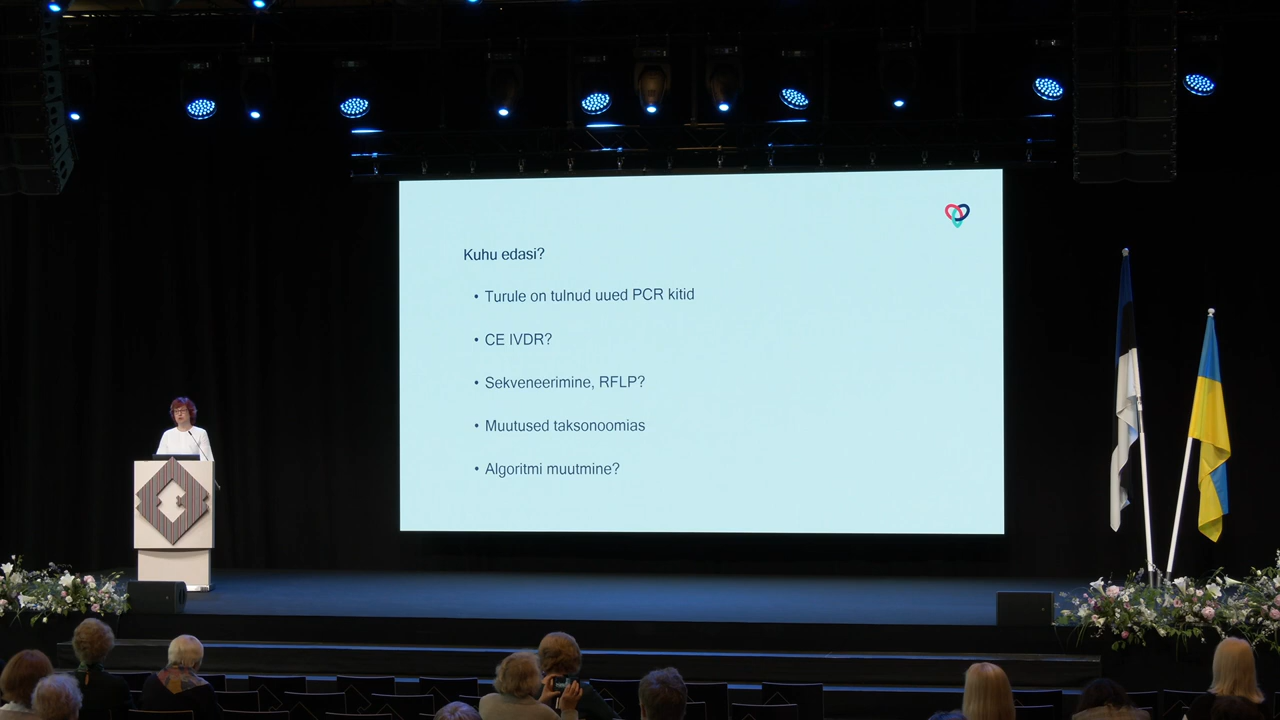 Kuhu edasi?
• Turule on tulnud uued PCR kitid
• CE IVDR?
• Sekveneerimine, RFLP?
• Muutused taksonoomias
• Algoritmi muutmine?